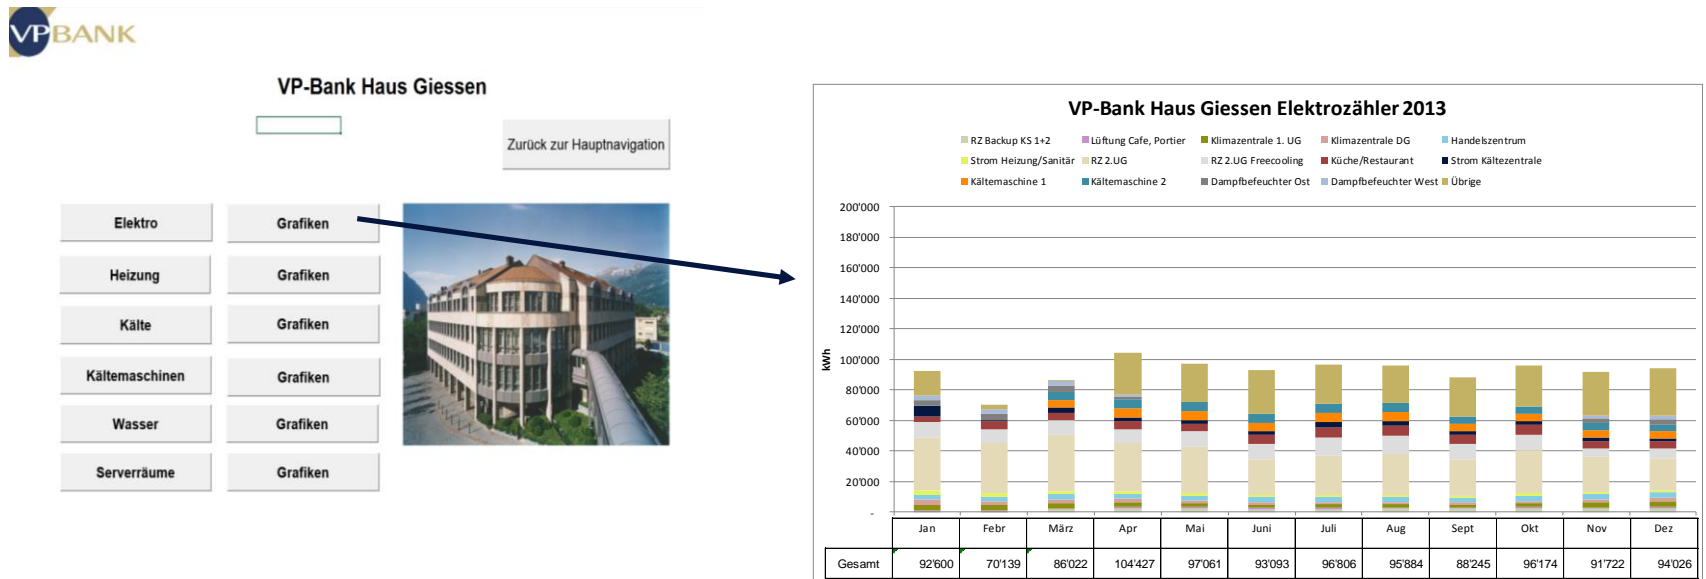 VPBANK
VP-Bank Haus Giessen
Zurück zur Hauptnavigation
Elektro Grafiken
Heizung Grafiken
Kälte Grafiken
Kältemaschinen Grafiken
Wasser Grafiken
Serverräume Grafiken
VP-Bank Haus Giessen Elektrozähler 2013
RZ Backup KS 1+2 Lüftung Cafe, Portier Klimazentrale 1. UG Klimazentrale DG Handelszentrum
Strom Heizung/Sanitär RZ 2.UG RZ 2.UG Freecooling Küche/Restaurant Strom Kältezentrale
Kältemaschine 1 Kältemaschine 2 Dampfbefeuchter Ost Dampfbefeuchter West Übrige
kWh
200'000
180'000
160'000
140'000
120'000
100'000
80'000
60'000
40'000
20'000
-
Jan Febr März Apr Mai Juni Juli Aug Sept Okt Nov Dez
Gesamt 92'600 70'139 86'022 104'427 97'061 93'093 96'806 95'884 88'245 96'174 91'722 94'026